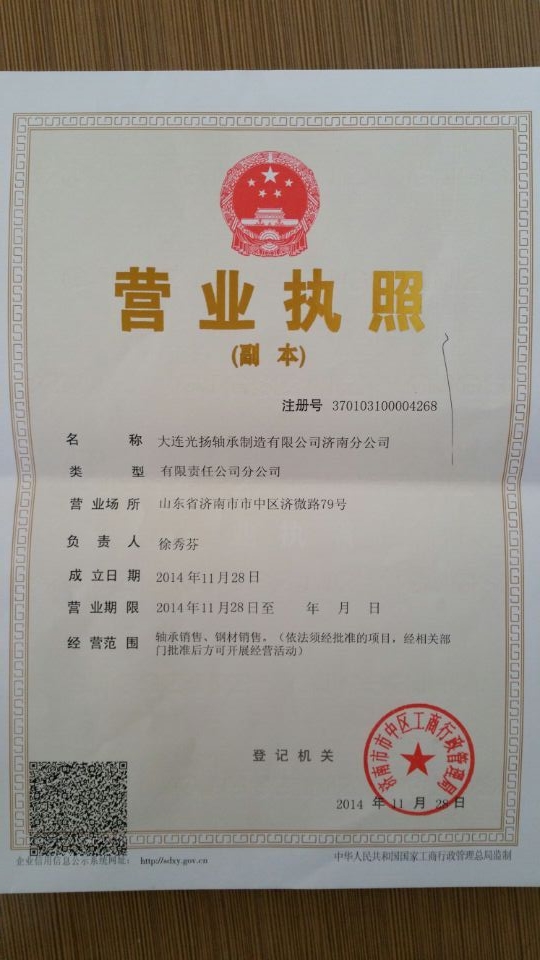 营业执照
(副本)
注册号 370103100004268
名称 大连光扬轴承制造有限公司济南分公司
类型 有限责任公司分公司
营业场所 山东省济南市市中区济微路79号
负责人 徐秀芬
成立日期 2014年11月28日
营业期限 2014年11月28日至 年 月 日
经营范围 轴承销售、钢材销售。(依法须经批准的项目,经相关部
门批准后方可开展经营活动)
登记机关
济南市市中区工商行政管理局
2014 年 11 月 28 日
企业信用信息公示系统网址: http://sdxy.gov.cn
中华人民共和国国家工商行政管理总局监制